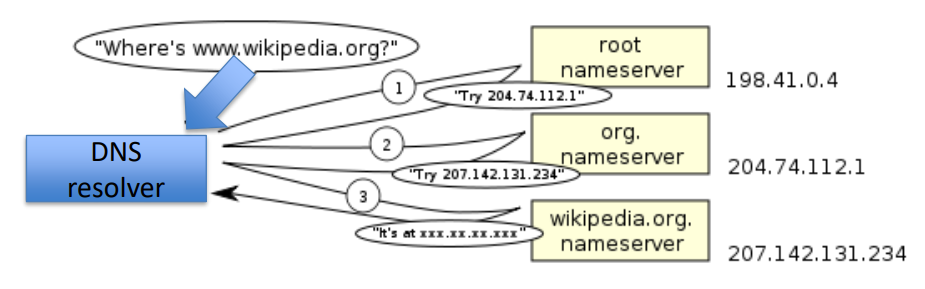 "Where's www.wikipedia.org?"
root
nameserver
198.41.0.4
1
"Try 204.74.112.1"
DNS
resolver
2
org.
nameserver
204.74.112.1
"Try 207.142.131.234"
3
wikipedia.org.
nameserver
207.142.131.234
"It's at xxx.xx.xx.xxx"